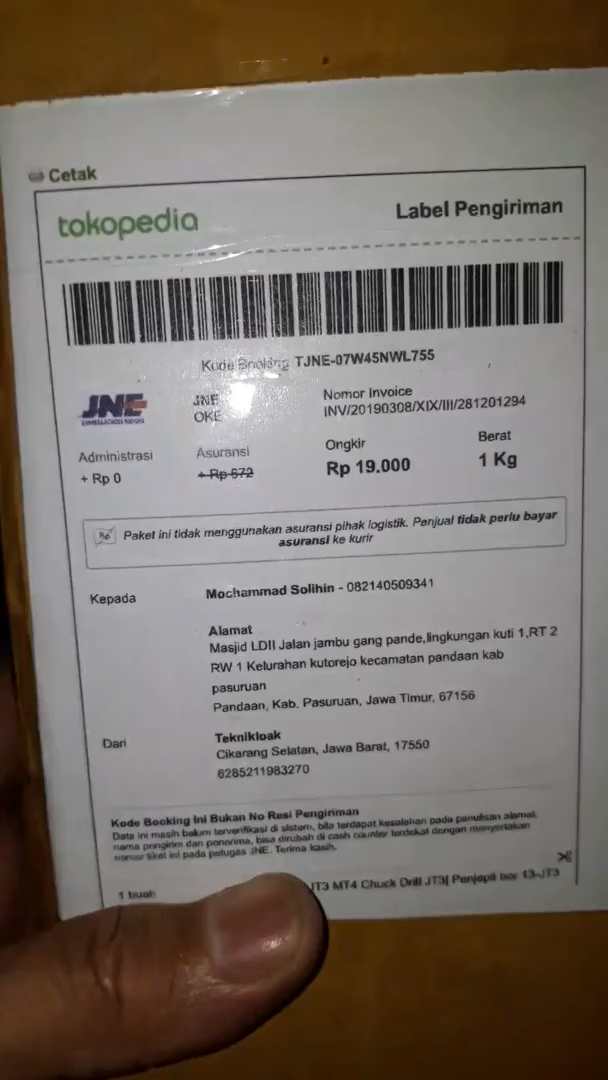 Cetak
tokopedia
Label Pengiriman
Kode Booking TJNE-07W45NWL755
JNE
JNE
OKE
Nomor Invoice
INV/20190308/XIX/III/281201294
Administrasi
+ Rp 0
Asuransi
+ Rp 672
Ongkir
Rp 19.000
Berat
1 Kg
Rp
Paket ini tidak menggunakan asuransi pihak logistik. Penjual tidak perlu bayar
asuransi ke kurir
Kepada
Mochammad Solihin - 082140509341
Alamat
Masjid LDII Jalan jambu gang pande,lingkungan kuti 1,RT 2
RW 1 Kelurahan kutorejo kecamatan pandaan kab
pasuruan
Pandaan, Kab. Pasuruan, Jawa Timur, 67156
Dari
Teknikloak
Cikarang Selatan, Jawa Barat, 17550
6285211983270
Kode Booking Ini Bukan No Resi Pengiriman
Data ini masih belum terverifikasi di sistem, bila terdapat kesalahan pada penulisan alamat,
nama pengirim dan penerima, bisa dirubah di cash counter terdekat dengan menyertakan
nomor tiket ini pada petugas JNE. Terima kasih.
1 buah
JT3 MT4 Chuck Drill JT3| Penjepit bor 13-JT3